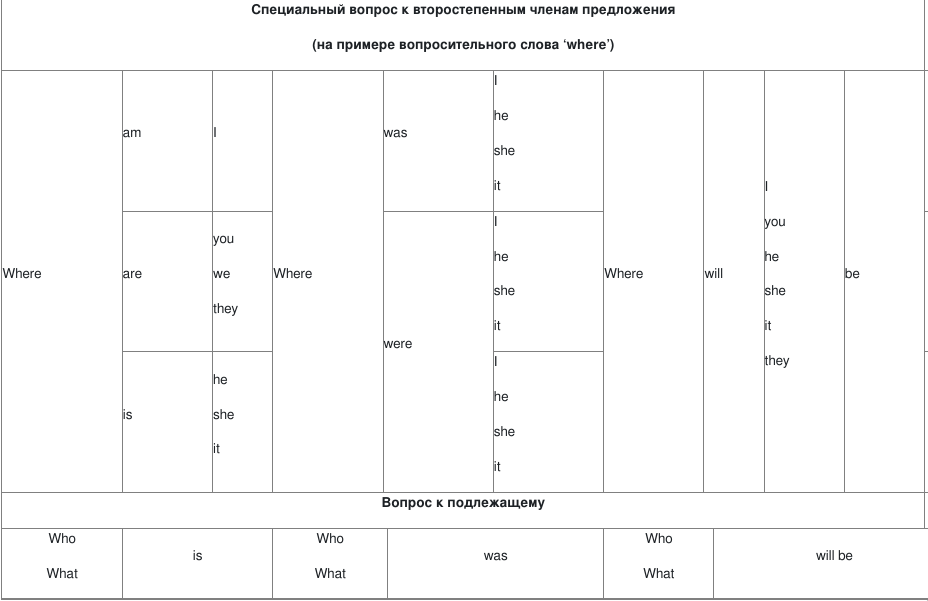 Специальный вопрос к второстепенным членам предложения
(на примере вопросительного слова ‘where’)
Where
am
I
are
you
we
they
is
he
she
it
Where
was
I
he
she
it
were
I
he
she
it
I
he
she
it
Where
will
I
you
he
she
it
they
be
Вопрос к подлежащему
Who
What
is
Who
What
was
Who
What
will be